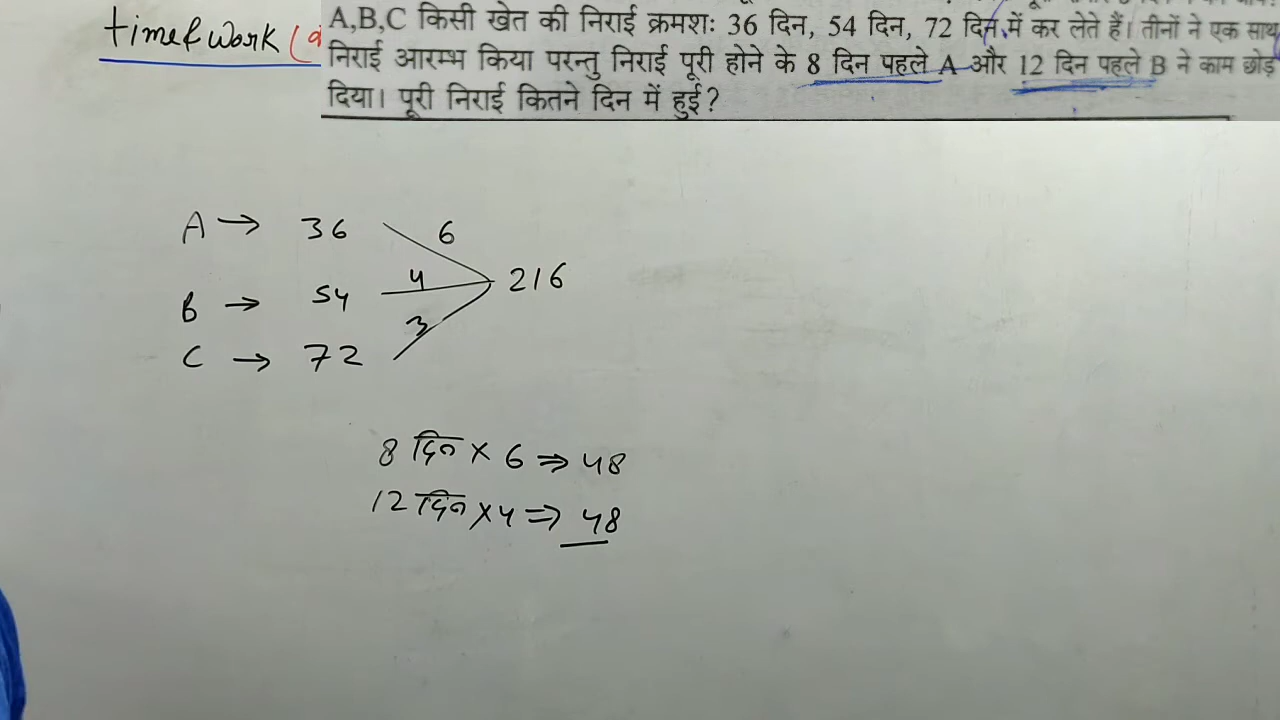 time & work (
A,B,C किसी खेत की निराई क्रमशः 36 दिन, 54 दिन, 72 दिन में कर लेते हैं। तीनों ने एक साथ
निराई आरम्भ किया परन्तु निराई पूरी होने के 8 दिन पहले A और 12 दिन पहले B ने काम छोड़
दिया। पूरी निराई कितने दिन में हुई?
A → 36 6
B → 54 4 216
C → 72 3
8 दिन × 6 ⇒ 48
12 दिन × 4 ⇒ 48